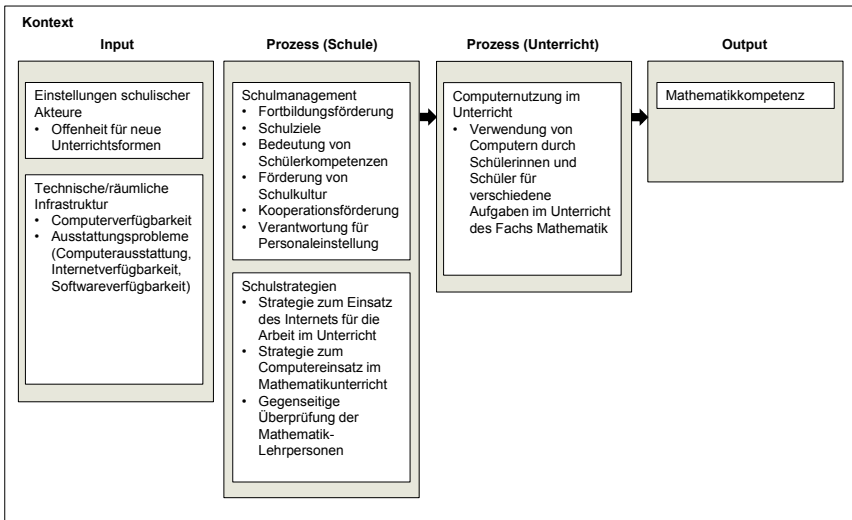 Kontext
Input
Prozess (Schule)
Prozess (Unterricht)
Output
Einstellungen schulischer
Akteure
• Offenheit für neue
Unterrichtsformen
Technische/räumliche
Infrastruktur
• Computerverfügbarkeit
• Ausstattungsprobleme
(Computerausstattung,
Internetverfügbarkeit,
Softwareverfügbarkeit)
Schulmanagement
• Fortbildungsförderung
• Schulziele
• Bedeutung von
Schülerkompetenzen
• Förderung von
Schulkultur
• Kooperationsförderung
• Verantwortung für
Personaleinstellung
Schulstrategien
• Strategie zum Einsatz
des Internets für die
Arbeit im Unterricht
• Strategie zum
Computereinsatz im
Mathematikunterricht
• Gegenseitige
Überprüfung der
Mathematik-
Lehrpersonen
Computernutzung im
Unterricht
• Verwendung von
Computern durch
Schülerinnen und
Schüler für
verschiedene
Aufgaben im Unterricht
des Fachs Mathematik
Mathematikkompetenz